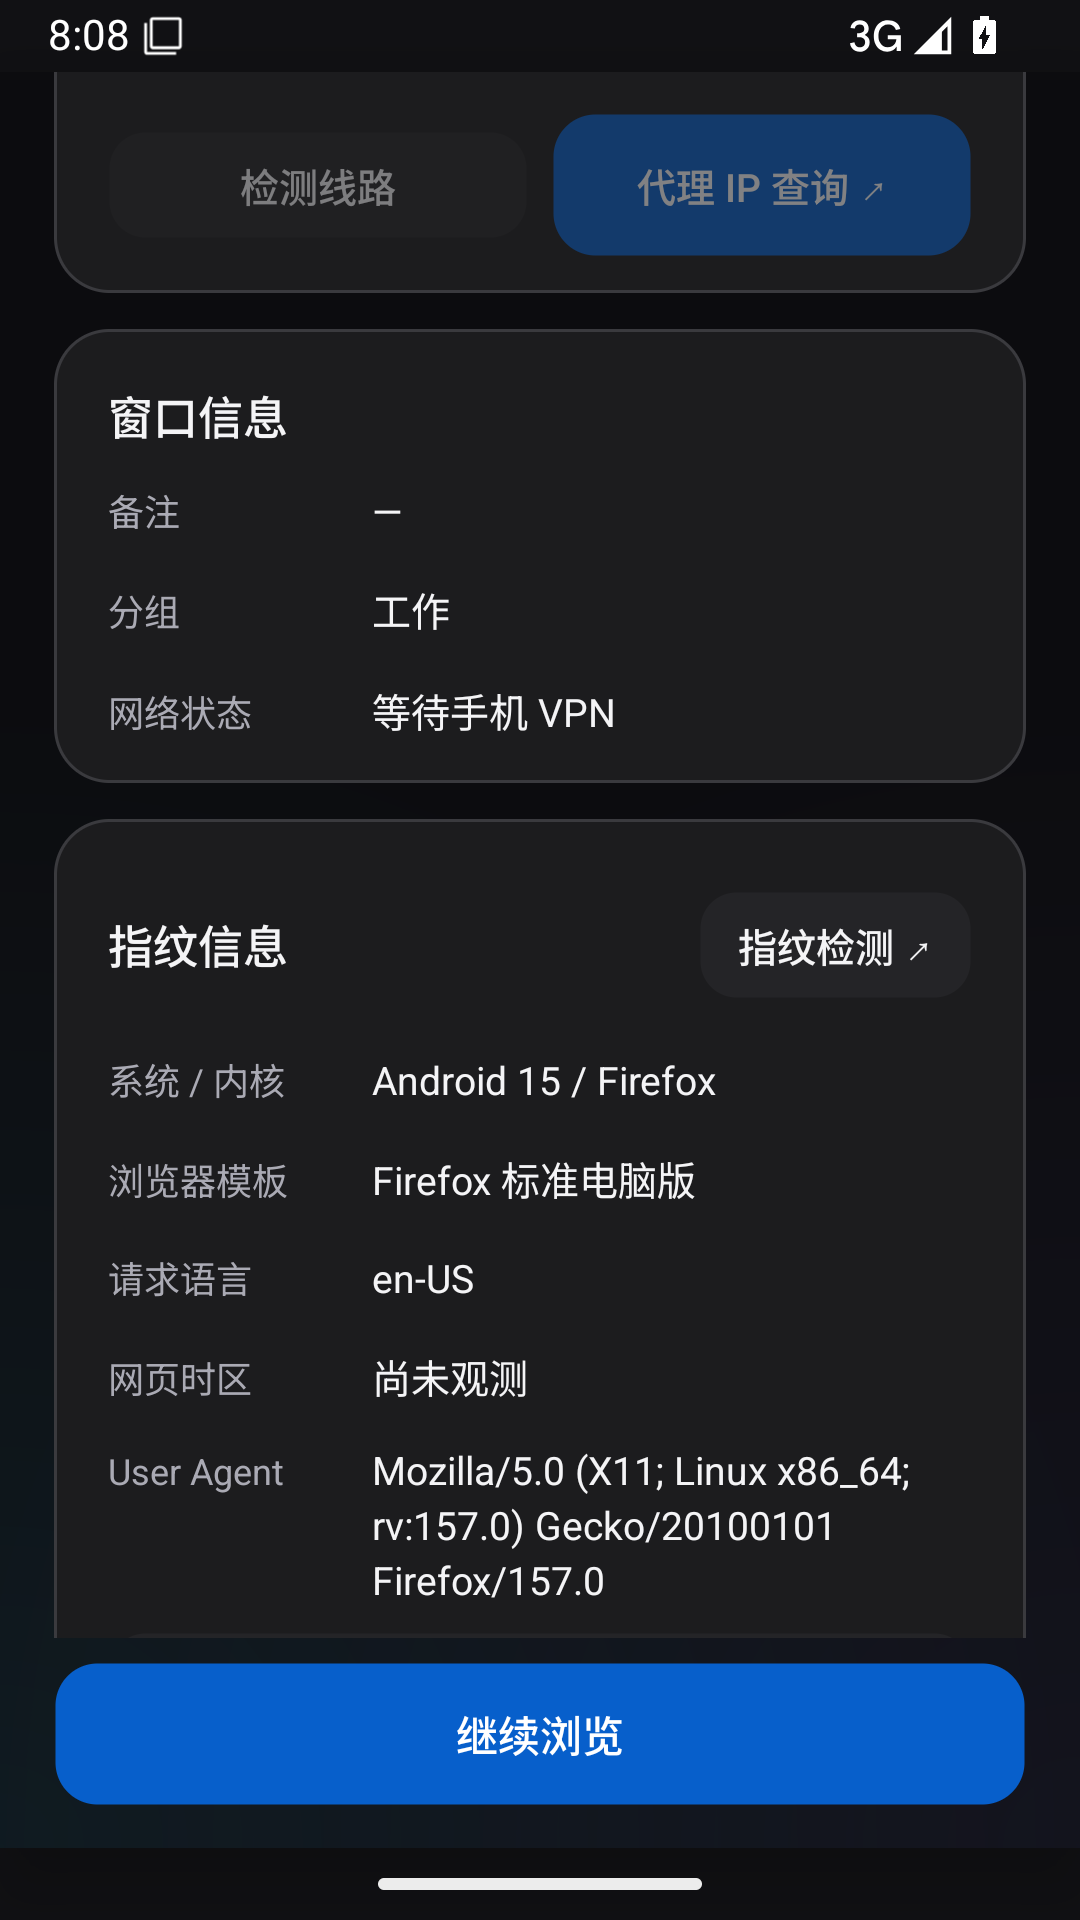 8:08
3G
检测线路
代理 IP 查询 ↗
窗口信息
备注 —
分组 工作
网络状态 等待手机 VPN
指纹信息
指纹检测 ↗
系统 / 内核 Android 15 / Firefox
浏览器模板 Firefox 标准电脑版
请求语言 en-US
网页时区 尚未观测
User Agent Mozilla/5.0 (X11; Linux x86_64;
rv:157.0) Gecko/20100101
Firefox/157.0
继续浏览